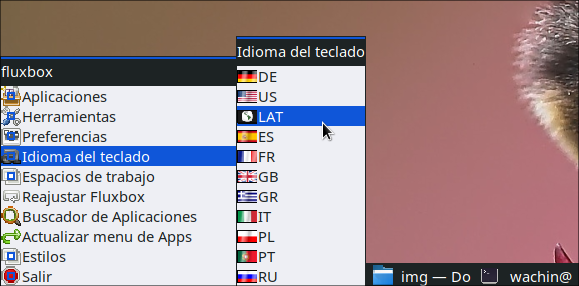 fluxbox
Aplicaciones
Herramientas
Preferencias
Idioma del teclado
Espacios de trabajo
Reajustar Fluxbox
Buscador de Aplicaciones
Actualizar menu de Apps
Estilos
Salir
Idioma del teclado
DE
US
LAT
ES
FR
GB
GR
IT
PL
PT
RU
img — Do
wachin@